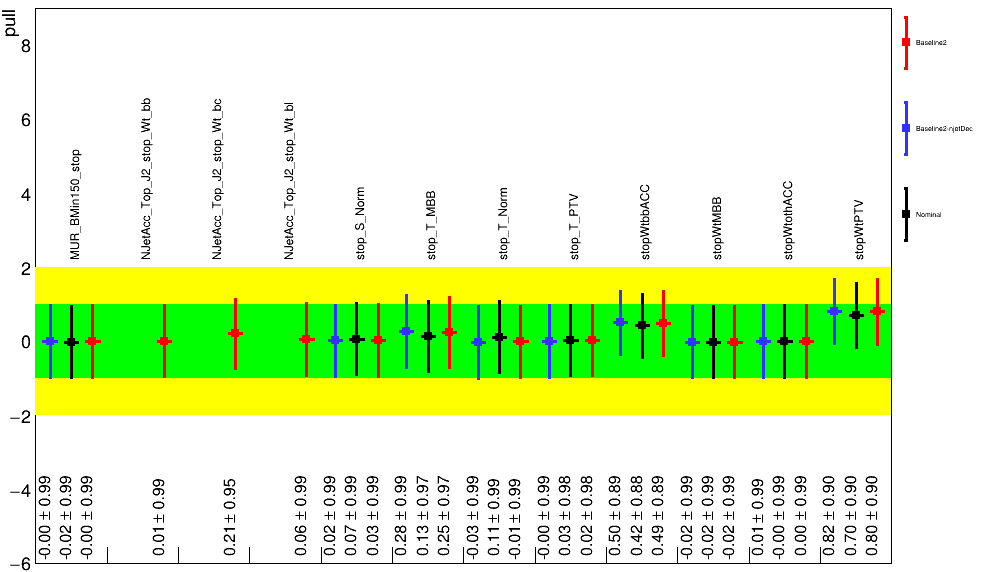 pull
8
6
4
2
0
−2
−4
−6
MUR_BMin150_stop
NJetAcc_Top_J2_stop_Wt_bb
NJetAcc_Top_J2_stop_Wt_bc
NJetAcc_Top_J2_stop_Wt_bl
stop_S_Norm
stop_T_MBB
stop_T_Norm
stop_T_PTV
stopWtbbACC
stopWtMBB
stopWtothACC
stopWtPTV
-0.00 ± 0.99
-0.02 ± 0.99
-0.00 ± 0.99
0.01 ± 0.99
0.21 ± 0.95
0.06 ± 0.99
0.02 ± 0.99
0.07 ± 0.99
0.03 ± 0.99
0.28 ± 0.99
0.13 ± 0.97
0.25 ± 0.97
-0.03 ± 0.99
0.11 ± 0.99
-0.01 ± 0.99
-0.00 ± 0.99
0.03 ± 0.98
0.02 ± 0.98
0.50 ± 0.89
0.42 ± 0.88
0.49 ± 0.89
-0.02 ± 0.99
-0.02 ± 0.99
-0.02 ± 0.99
0.01 ± 0.99
-0.00 ± 0.99
0.00 ± 0.99
0.82 ± 0.90
0.70 ± 0.90
0.80 ± 0.90
Baseline2
Baseline2-njetDec
Nominal